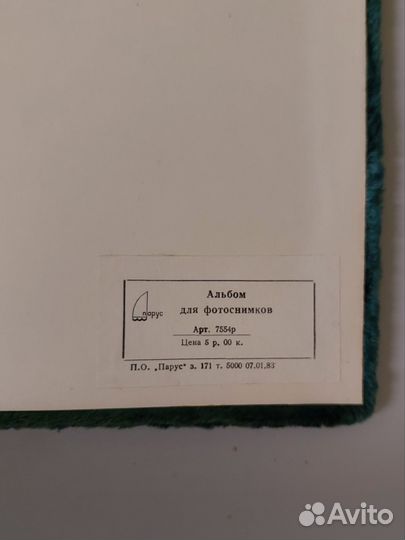 парус
Альбом
для фотоснимков
Арт. 7554р
Цена 5 р. 00 к.
П.О. „Парус" з. 171 т. 5000 07.01.83
Avito